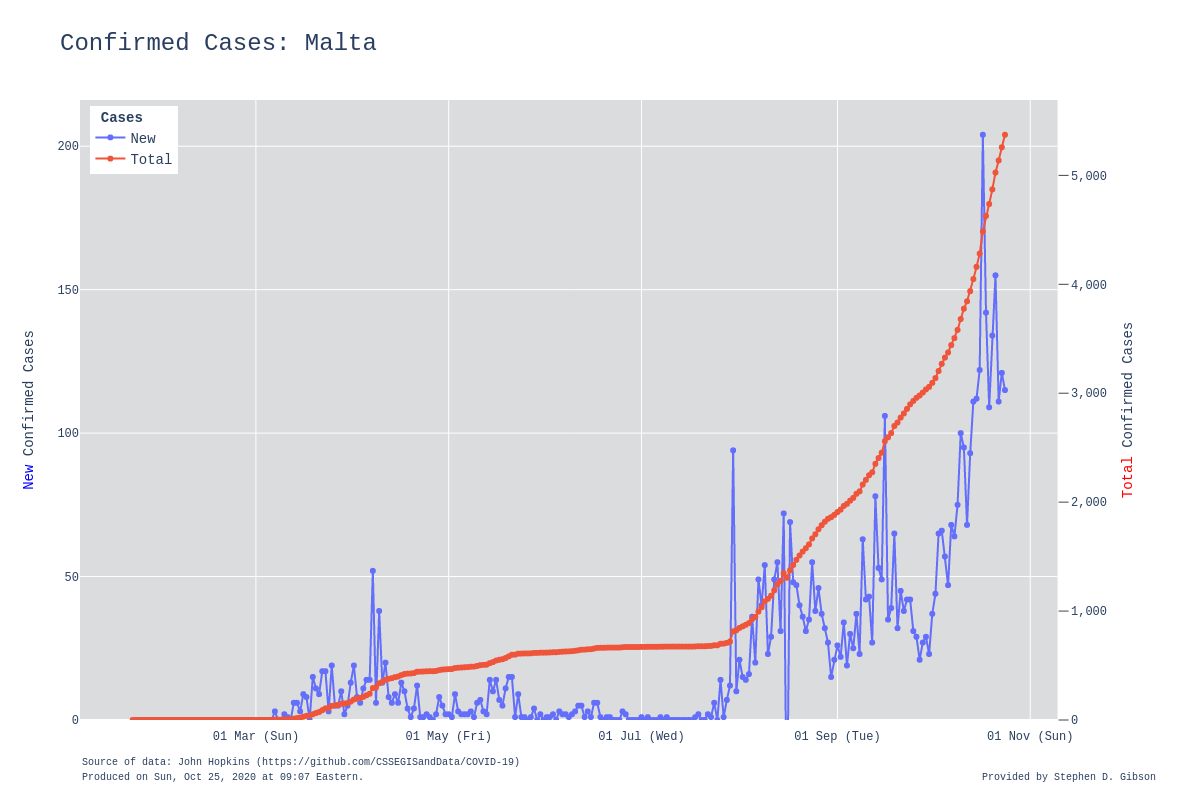 Confirmed Cases: Malta
Cases
New
Total
200
150
100
50
0
5,000
4,000
3,000
2,000
1,000
0
New Confirmed Cases
Total Confirmed Cases
01 Mar (Sun)
01 May (Fri)
01 Jul (Wed)
01 Sep (Tue)
01 Nov (Sun)
Source of data: John Hopkins (https://github.com/CSSEGISandData/COVID-19)
Produced on Sun, Oct 25, 2020 at 09:07 Eastern.
Provided by Stephen D. Gibson